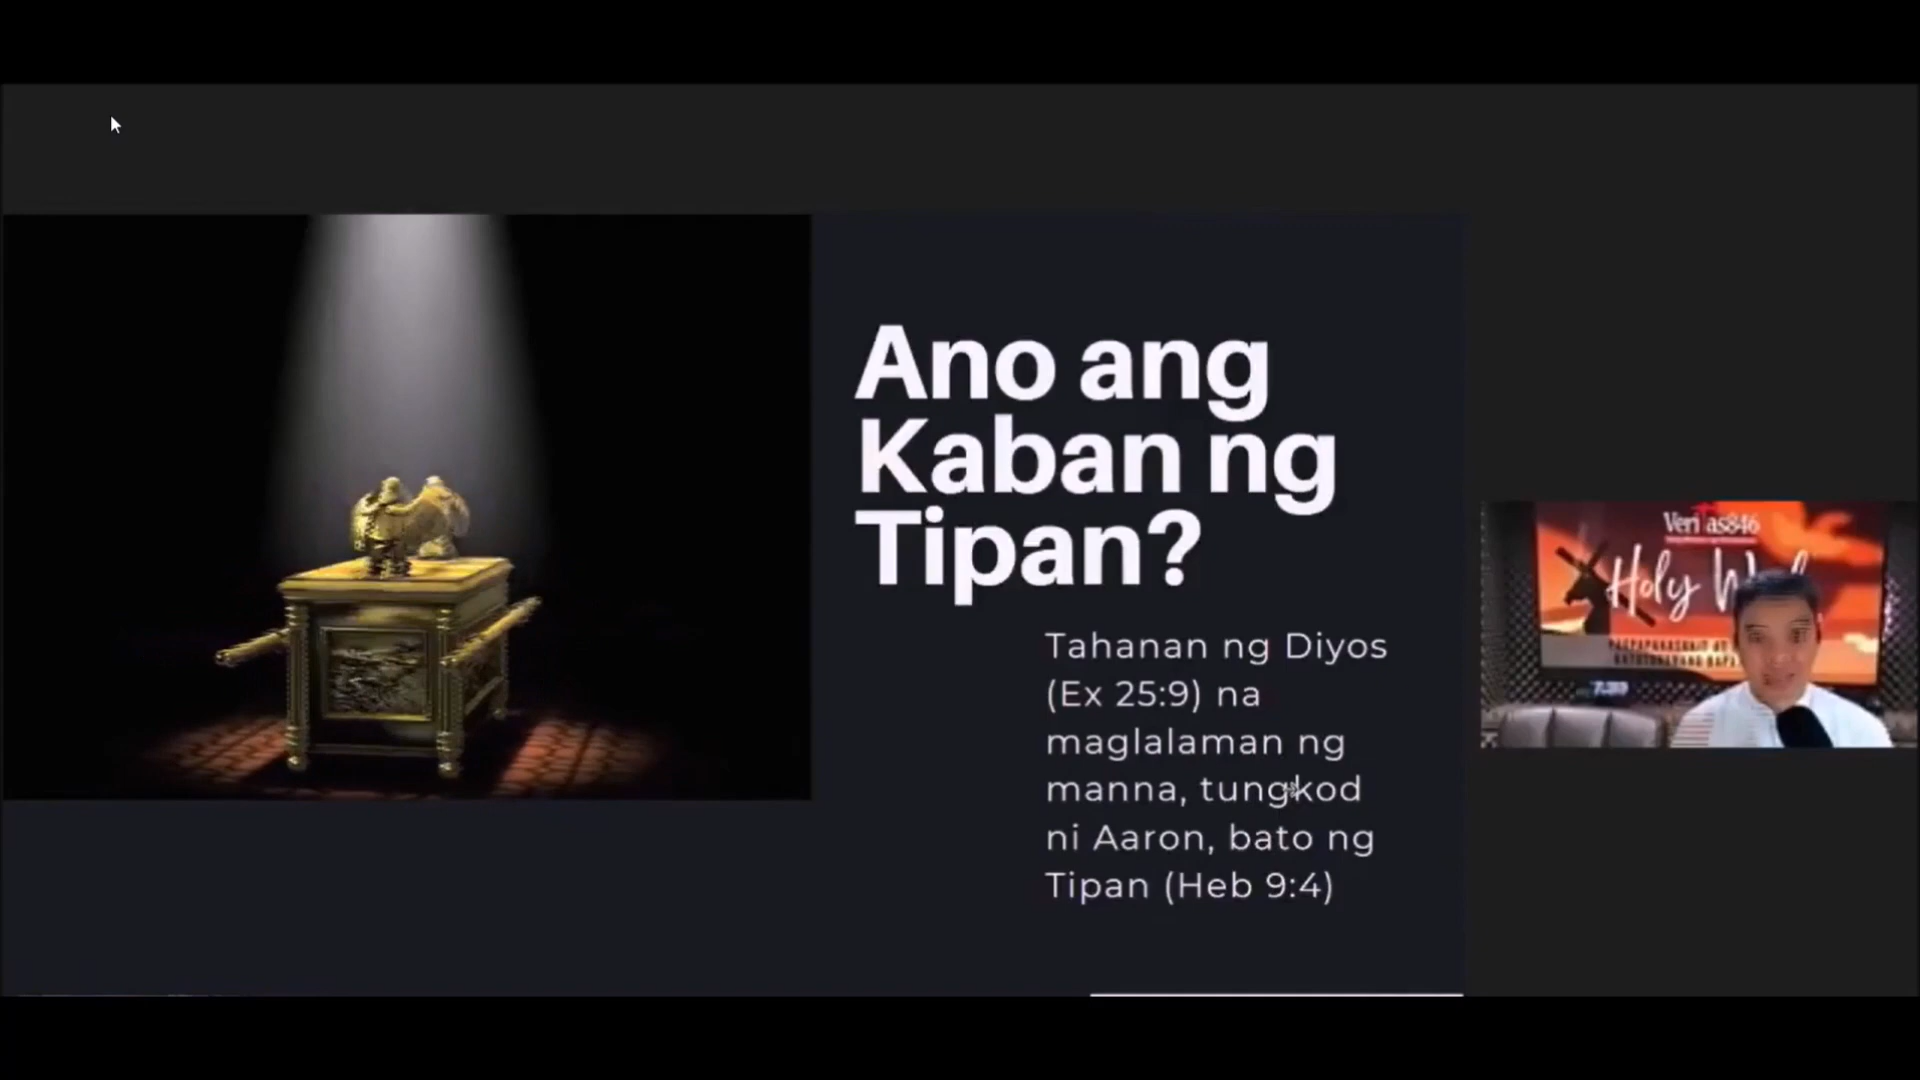 Ano ang
Kaban ng
Tipan?
Tahanan ng Diyos
(Ex 25:9) na
maglalaman ng
manna, tungkod
ni Aaron, bato ng
Tipan (Heb 9:4)
Veritas846
Holy